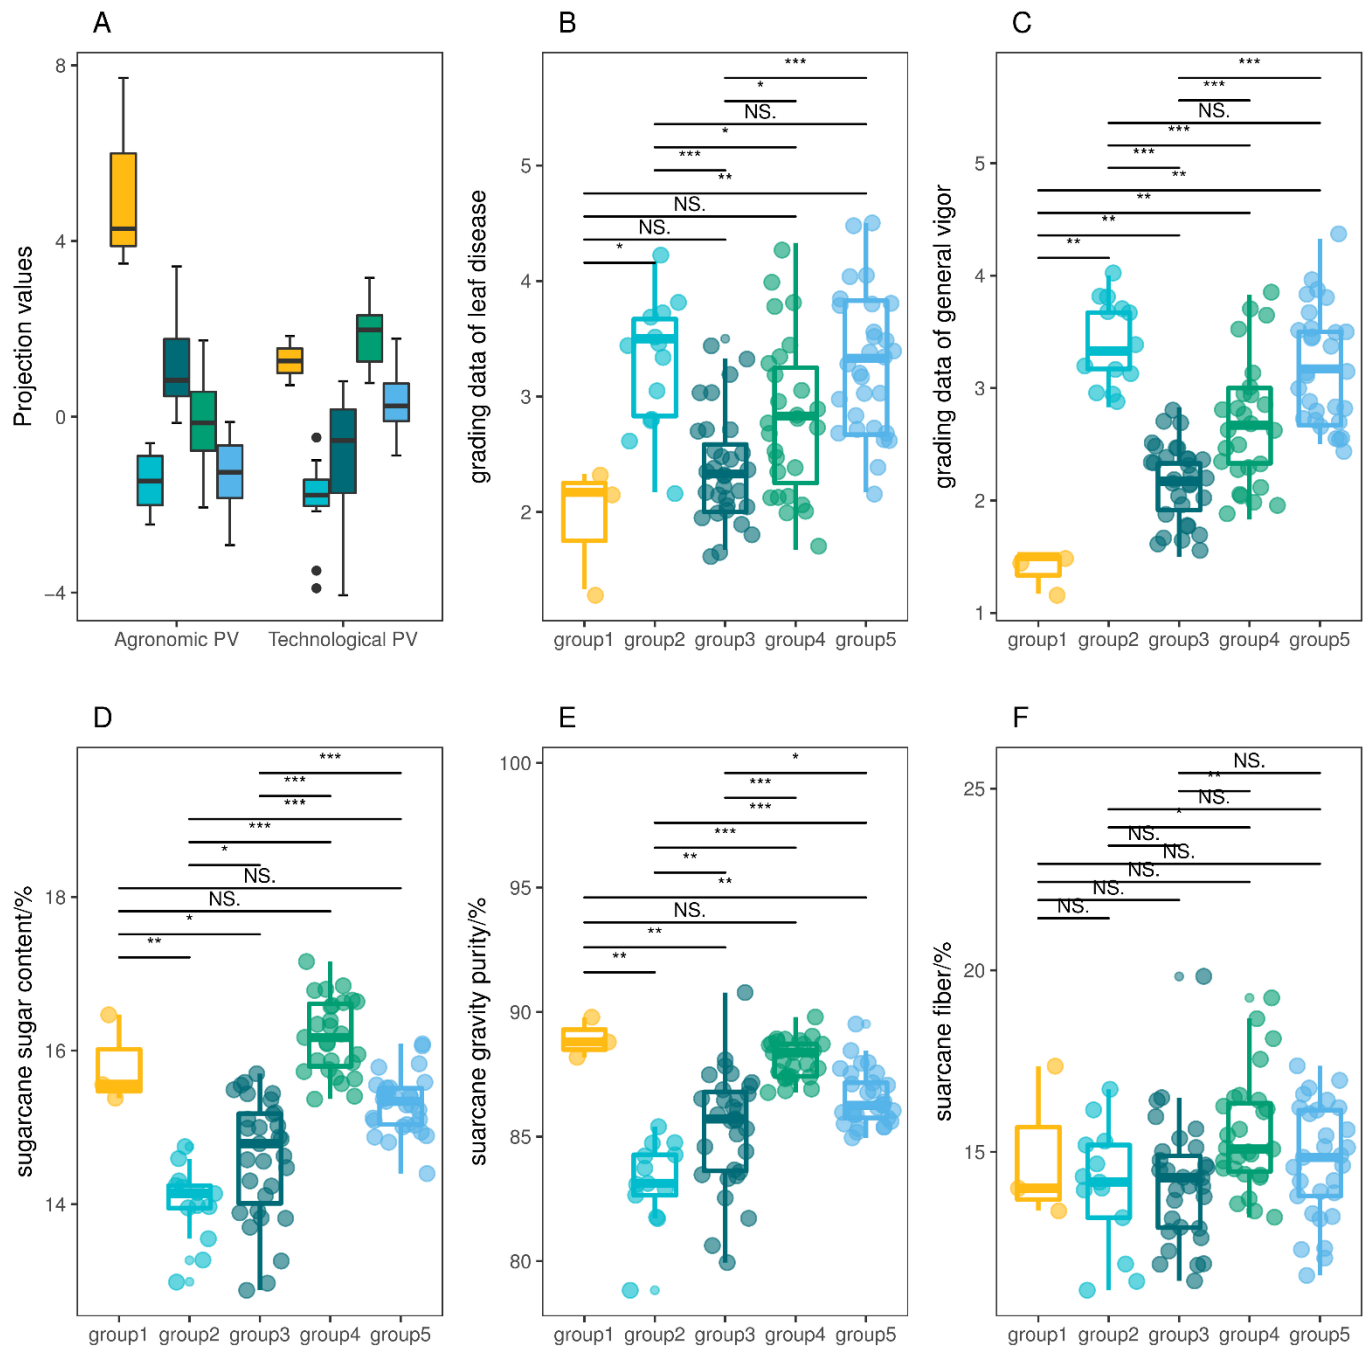 A
8
4
0
−4
Projection values
Agronomic PV
Technological PV
B
***
*
NS.
*
***
**
NS.
NS.
*
5
4
3
2
grading data of leaf disease
group1 group2 group3 group4 group5
C
***
***
NS.
***
***
**
**
**
**
5
4
3
2
1
grading data of general vigor
group1 group2 group3 group4 group5
D
***
***
***
***
*
NS.
NS.
*
**
18
16
14
sugarcane sugar content/%
group1 group2 group3 group4 group5
E
*
***
***
***
**
**
NS.
**
**
100
95
90
85
80
suarcane gravity purity/%
group1 group2 group3 group4 group5
F
NS.
**
NS.
*
NS.
NS.
NS.
NS.
NS.
25
20
15
suarcane fiber/%
group1 group2 group3 group4 group5